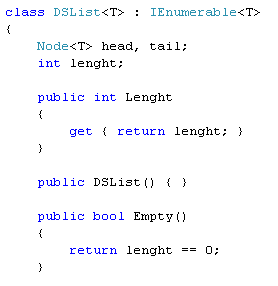 class DSList<T> : IEnumerable<T>
{
    Node<T> head, tail;
    int lenght;

    public int Lenght
    {
        get { return lenght; }
    }

    public DSList() { }

    public bool Empty()
    {
        return lenght == 0;
    }